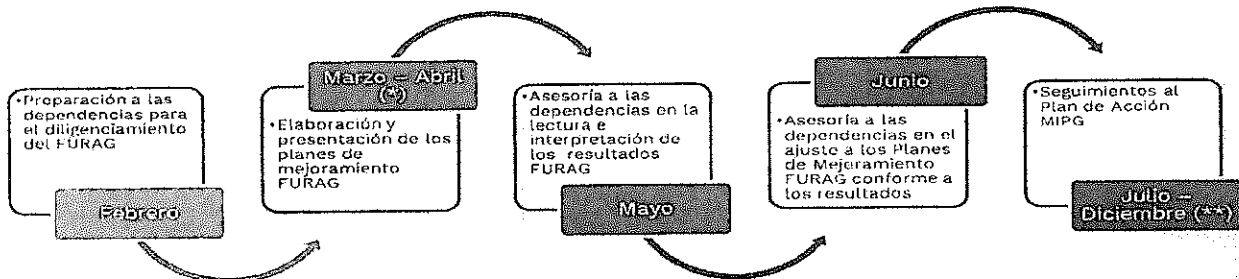 •Preparación a las
dependencias para
el diligenciamiento
del FURAG
Febrero
Marzo – Abril
(*)
•Elaboración y
presentación de los
planes de
mejoramiento
FURAG
•Asesoría a las
dependencias en la
lectura e
interpretación de
los resultados
FURAG
Mayo
Junio
•Asesoría a las
dependencias en el
ajuste a los Planes
de Mejoramiento
FURAG conforme a
los resultados
•Seguimientos al
Plan de Acción
MIPG
Julio –
Diciembre (**)